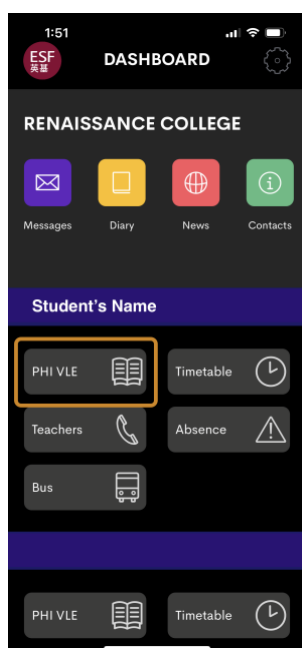 1:51
ESF
英基
DASHBOARD
RENAISSANCE COLLEGE
Messages Diary News Contacts
Student's Name
PHI VLE Timetable
Teachers Absence
Bus
PHI VLE Timetable